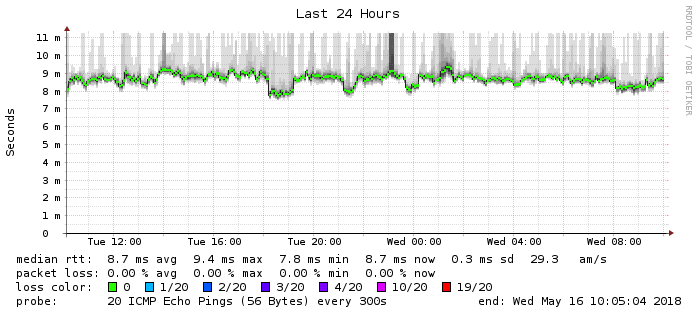 Last 24 Hours
RRDTOOL / TOBI OETIKER
Seconds
11 m
10 m
9 m
8 m
7 m
6 m
5 m
4 m
3 m
2 m
1 m
0
Tue 12:00 Tue 16:00 Tue 20:00 Wed 00:00 Wed 04:00 Wed 08:00
median rtt: 8.7 ms avg 9.4 ms max 7.8 ms min 8.7 ms now 0.3 ms sd 29.3 am/s
packet loss: 0.00 % avg 0.00 % max 0.00 % min 0.00 % now
loss color: 0 1/20 2/20 3/20 4/20 10/20 19/20
probe: 20 ICMP Echo Pings (56 Bytes) every 300s end: Wed May 16 10:05:04 2018